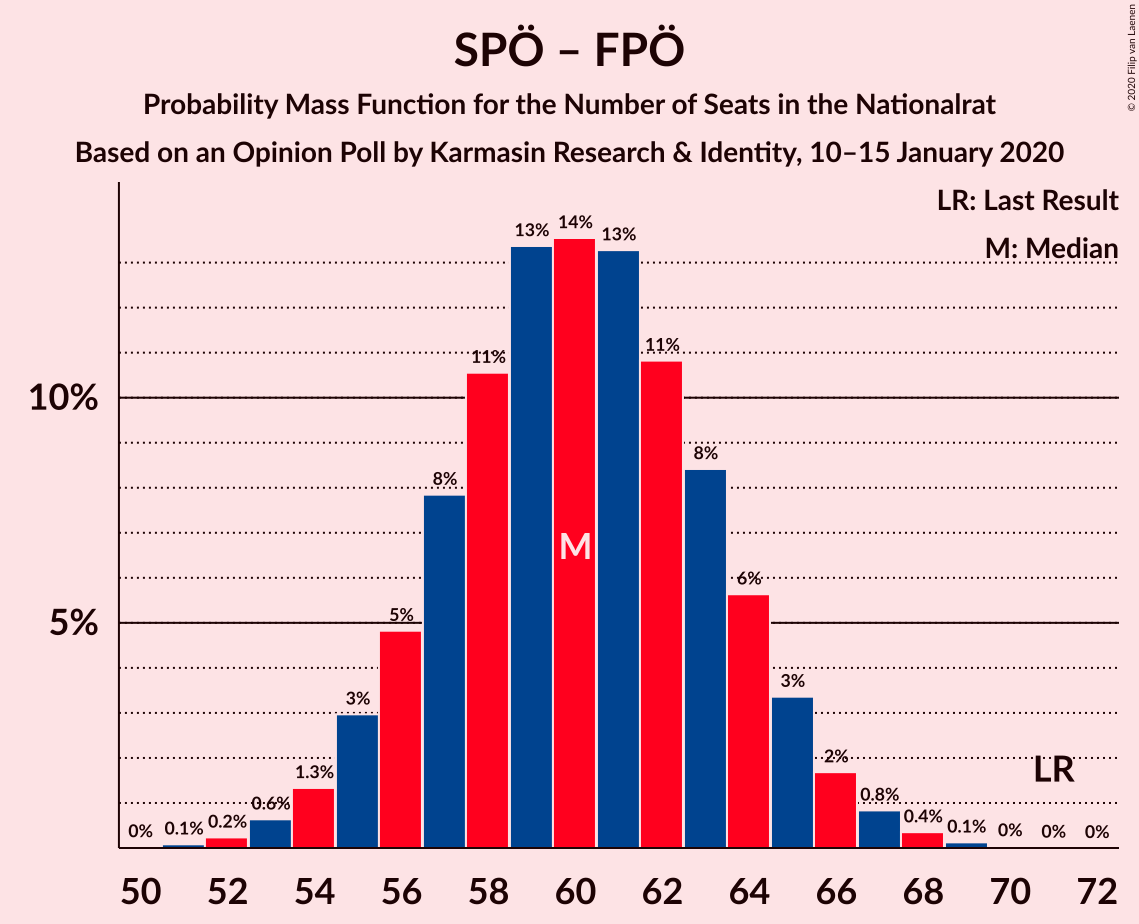 SPÖ – FPÖ
Probability Mass Function for the Number of Seats in the Nationalrat
Based on an Opinion Poll by Karmasin Research & Identity, 10–15 January 2020
© 2020 Filip van Laenen
LR: Last Result
M: Median
10%
5%
0%
0.1%
0.2%
0.6%
1.3%
3%
5%
8%
11%
13%
14%
13%
11%
8%
6%
3%
2%
0.8%
0.4%
0.1%
0%
0%
0%
M
LR
50 52 54 56 58 60 62 64 66 68 70 72